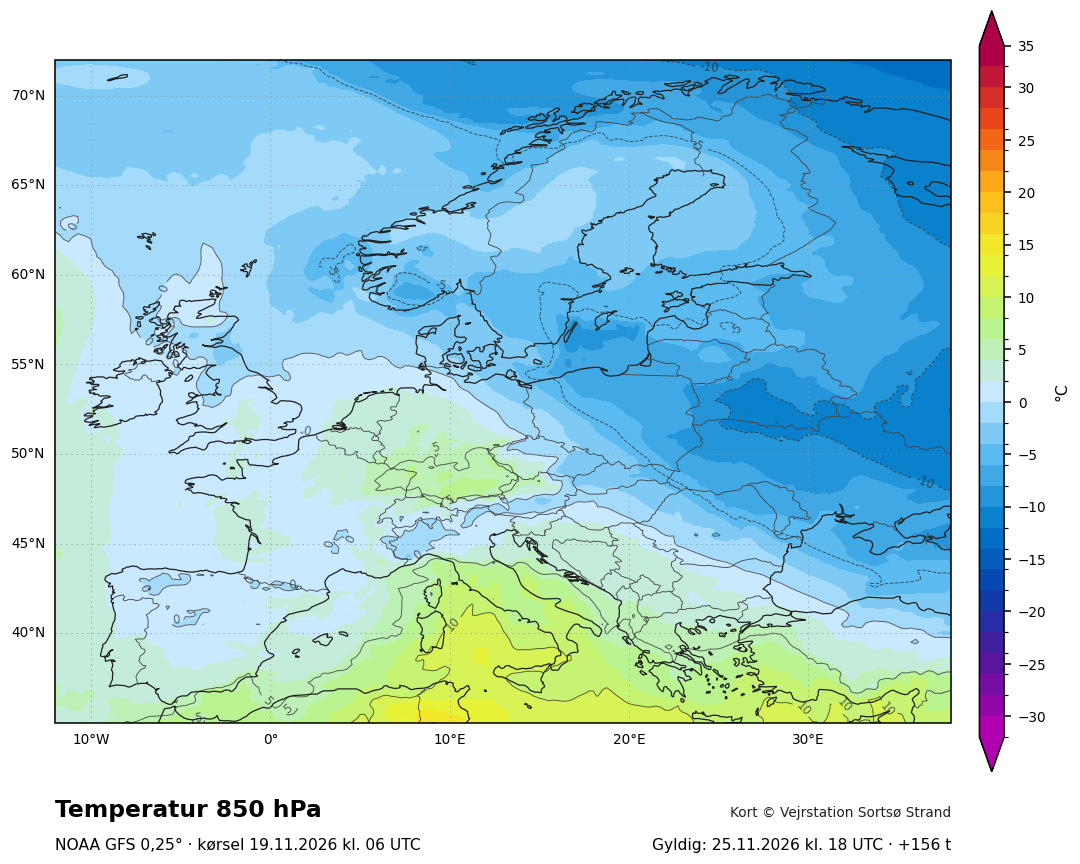 70°N
65°N
60°N
55°N
50°N
45°N
40°N
10°W 0° 10°E 20°E 30°E
35
30
25
20
15
10
5
0
−5
−10
−15
−20
−25
−30
°C
Temperatur 850 hPa
Kort © Vejrstation Sortsø Strand
NOAA GFS 0,25° · kørsel 19.11.2026 kl. 06 UTC
Gyldig: 25.11.2026 kl. 18 UTC · +156 t